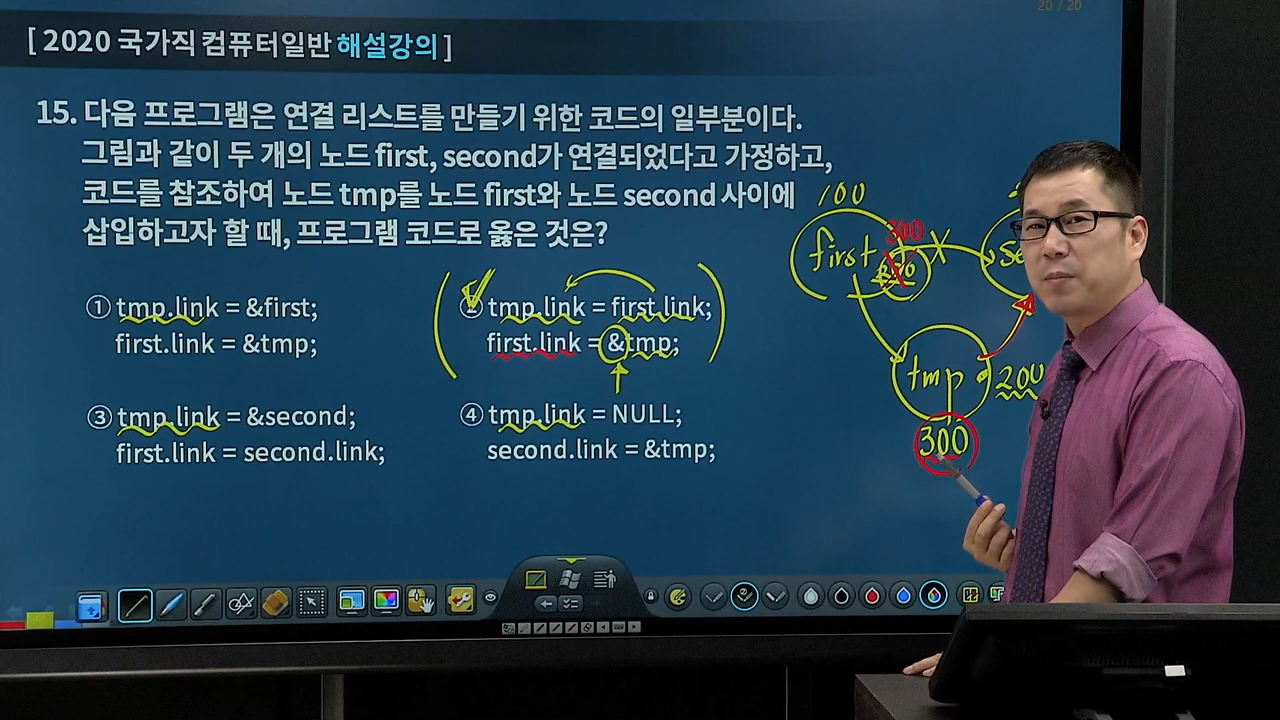 20 / 20
[ 2020 국가직 컴퓨터일반 해설강의 ]
15. 다음 프로그램은 연결 리스트를 만들기 위한 코드의 일부분이다.
그림과 같이 두 개의 노드 first, second가 연결되었다고 가정하고,
코드를 참조하여 노드 tmp를 노드 first와 노드 second 사이에
삽입하고자 할 때, 프로그램 코드로 옳은 것은?
① tmp.link = &first;
first.link = &tmp;
② tmp.link = first.link;
first.link = &tmp;
③ tmp.link = &second;
first.link = second.link;
④ tmp.link = NULL;
second.link = &tmp;
100
first
300
se
tmp
200
300